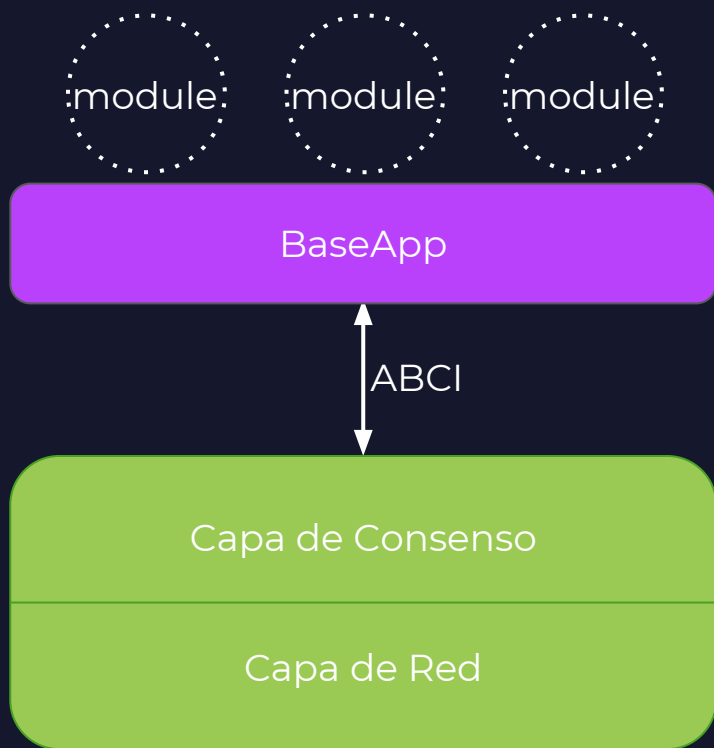 module module module
BaseApp
ABCI
Capa de Consenso
Capa de Red